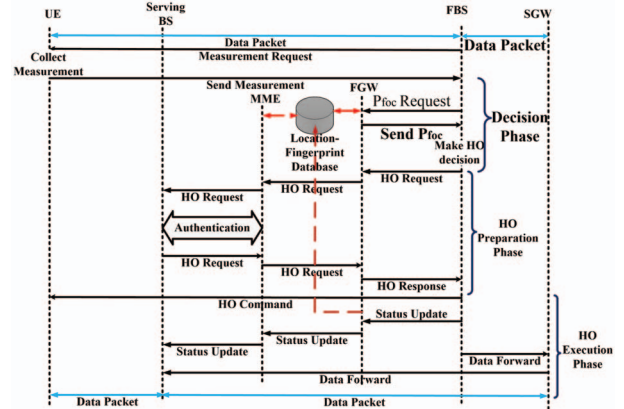 UE
Serving
BS
FBS
SGW
Data Packet
Data Packet
Measurement Request
Collect
Measurement
Send Measurement
MME
FGW
Pfoc Request
Send Pfoc
Decision
Phase
Location-
Fingerprint
Database
Make HO
decision
HO Request
HO Request
HO Request
Authentication
HO
Preparation
Phase
HO Request
HO Request
HO Response
HO Command
Status Update
Status Update
Status Update
HO
Execution
Phase
Data Forward
Data Forward
Data Packet
Data Packet